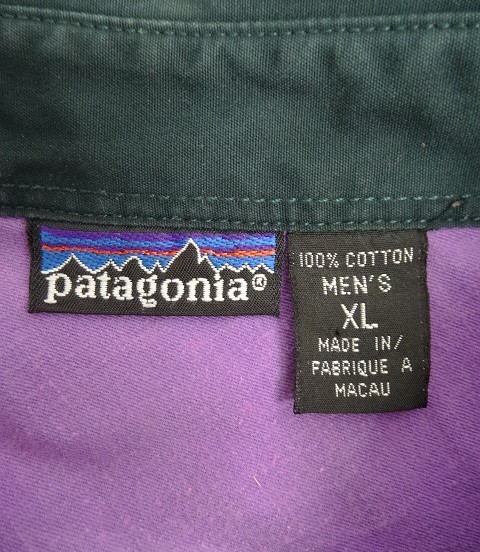 patagonia®
100% COTTON
MEN'S
XL
MADE IN/
FABRIQUE A
MACAU